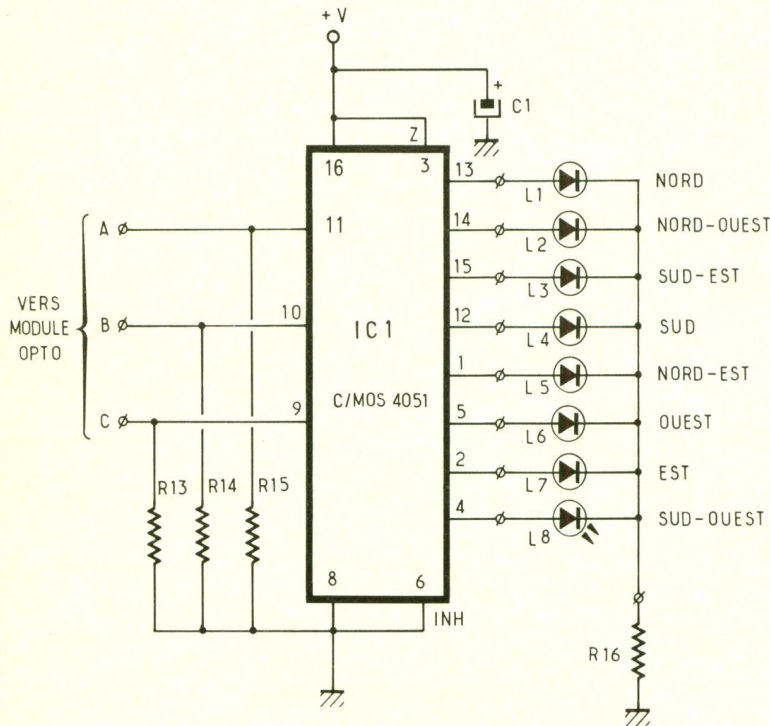 +V
+
C1
Z
16
3
13
L1
NORD
A
11
14
L2
NORD-OUEST
15
L3
SUD-EST
VERS
MODULE
OPTO
B
10
IC1
12
L4
SUD
1
L5
NORD-EST
C
9
C/MOS 4051
5
L6
OUEST
2
L7
EST
R13
R14
R15
4
L8
SUD-OUEST
8
6
INH
R16